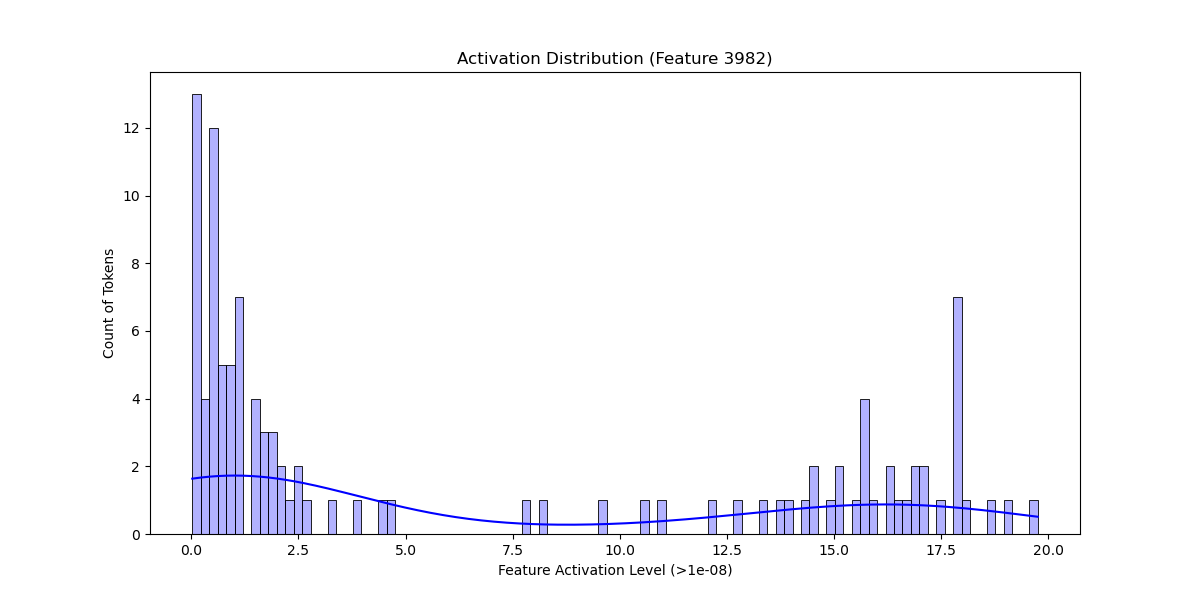 Activation Distribution (Feature 3982)
Count of Tokens
12
10
8
6
4
2
0
0.0 2.5 5.0 7.5 10.0 12.5 15.0 17.5 20.0
Feature Activation Level (>1e-08)